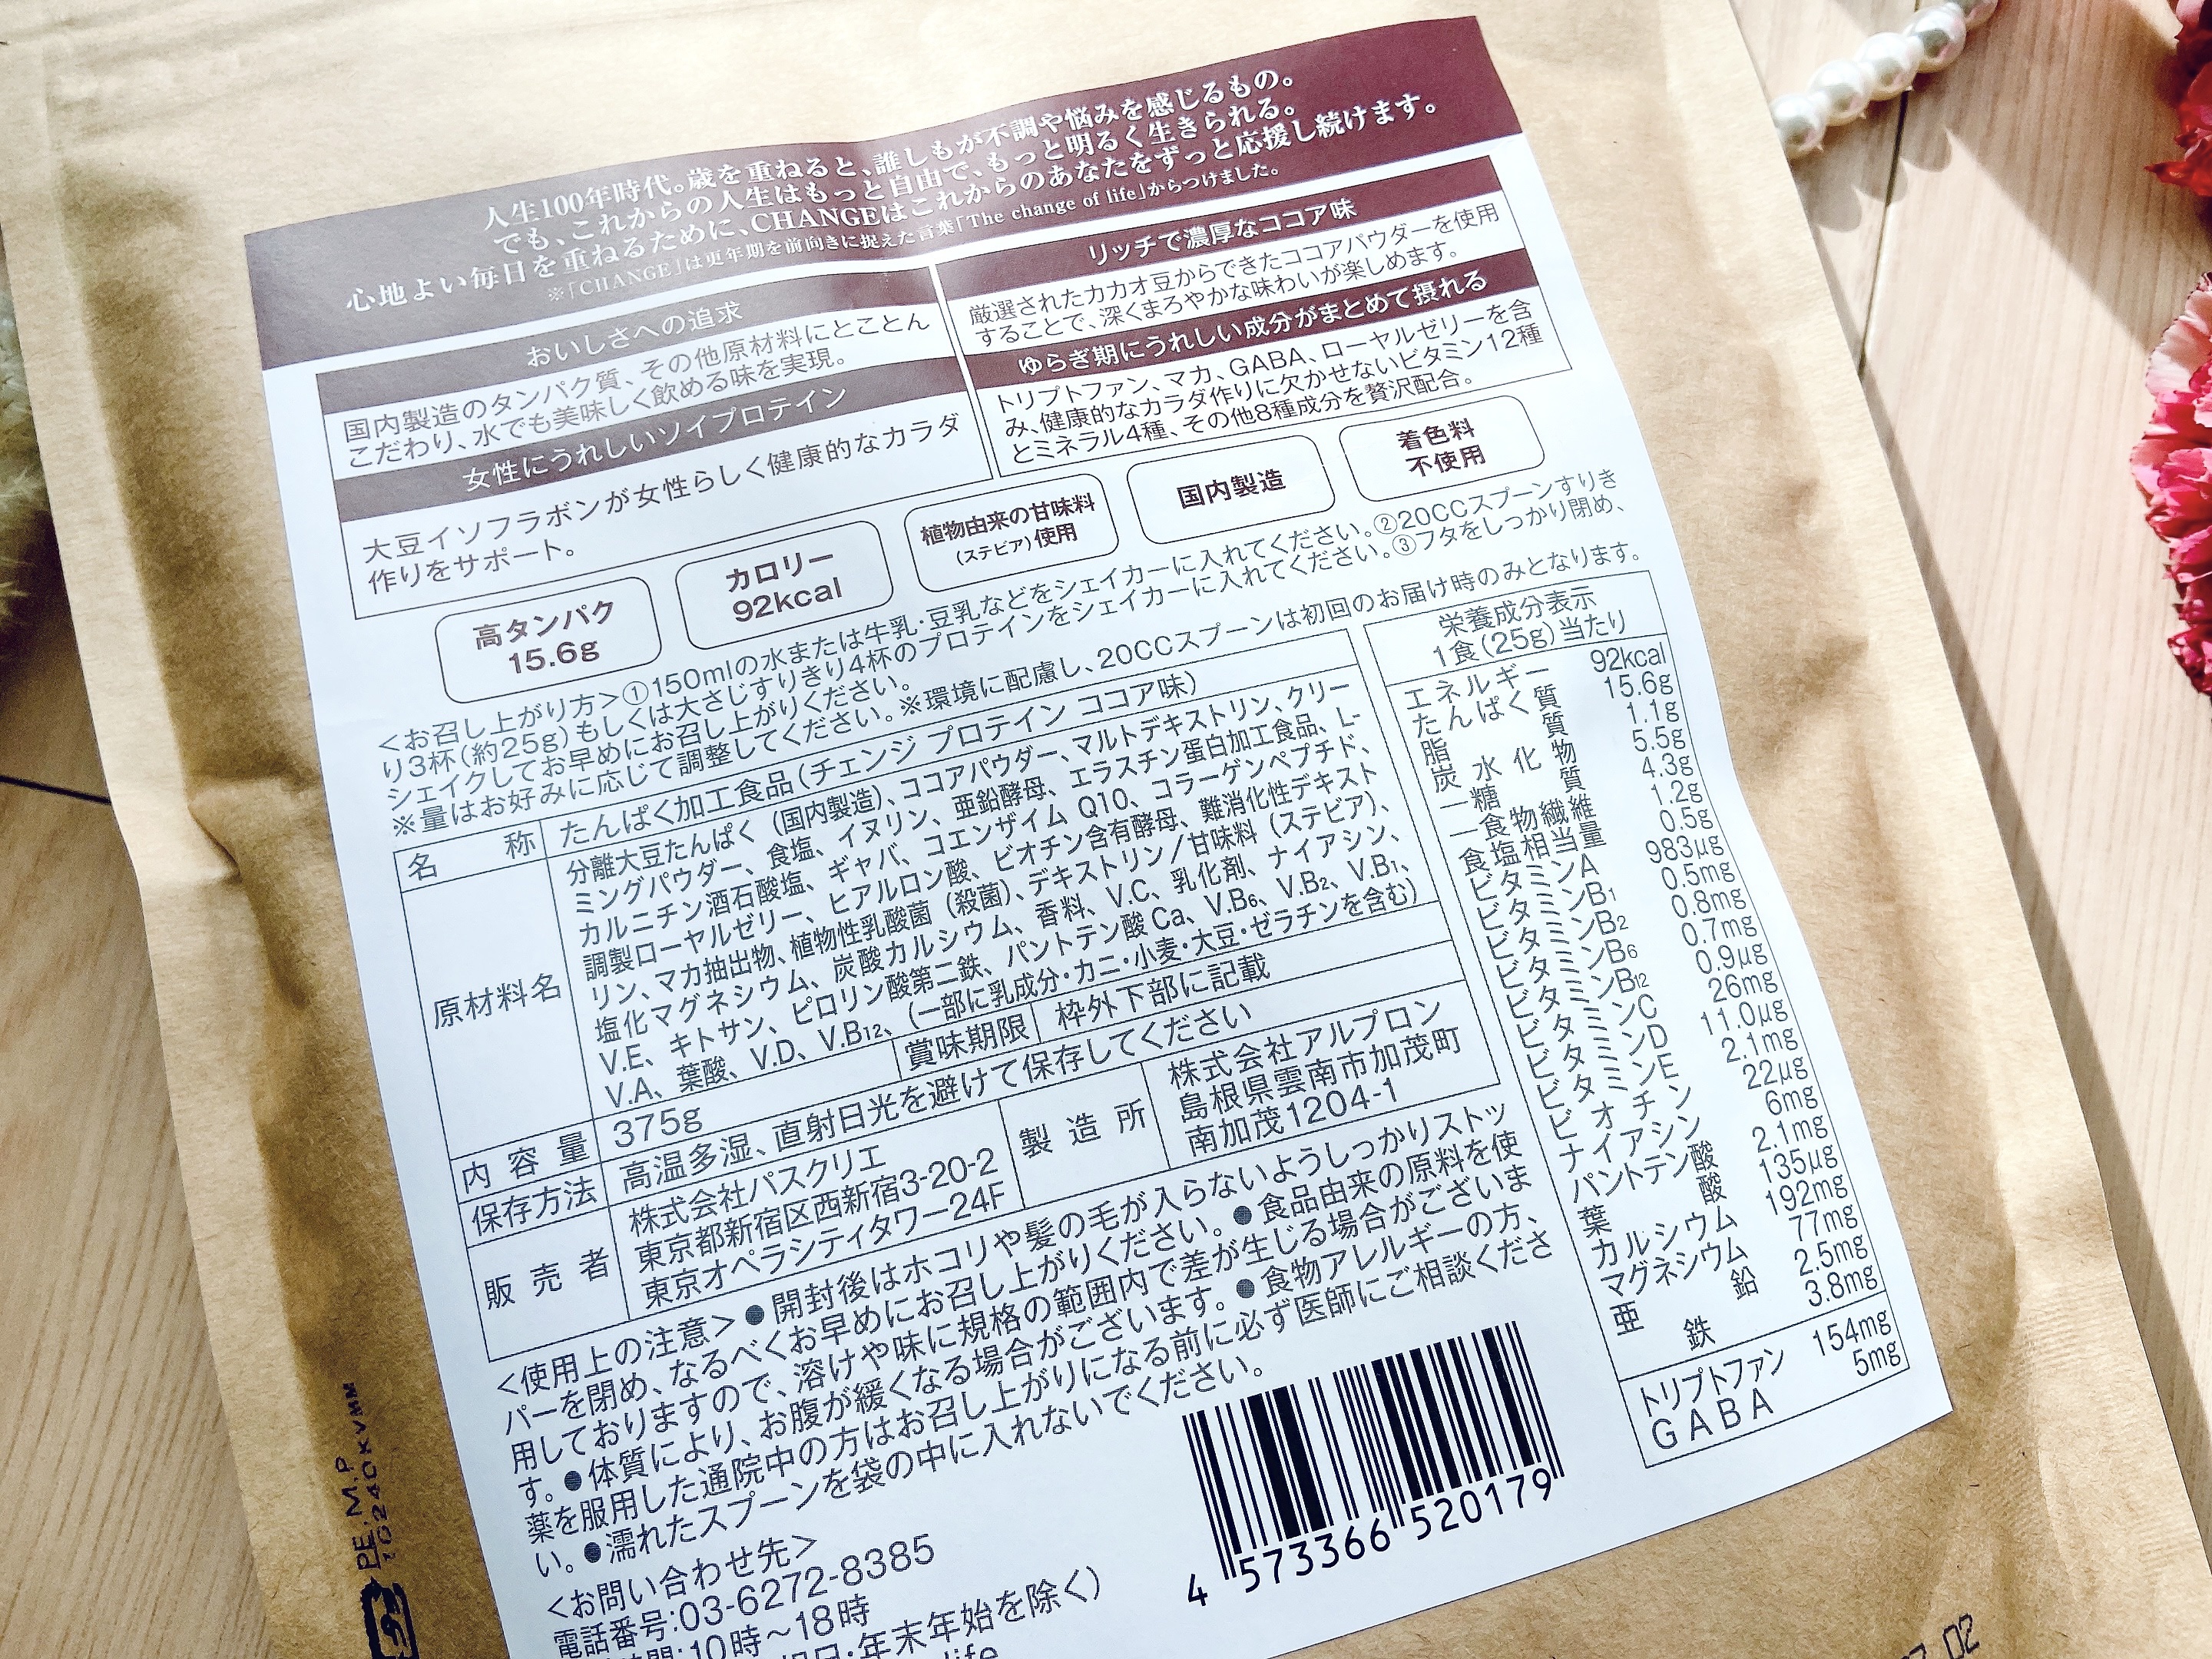 人生100年時代。歳を重ねると、誰しもが不調や悩みを感じるもの。
でも、これからの人生はもっと自由で、もっと明るく生きられる。
心地よい毎日を重ねるために、CHANGEはこれからのあなたをずっと応援し続けます。
※「CHANGE」は更年期を前向きに捉えた言葉「The change of life」からつけました。
おいしさへの追求
国内製造のタンパク質、その他原材料にとことん
こだわり、水でも美味しく飲める味を実現。
女性にうれしいソイプロテイン
大豆イソフラボンが女性らしく健康的なカラダ
作りをサポート。
リッチで濃厚なココア味
厳選されたカカオ豆からできたココアパウダーを使用
することで、深くまろやかな味わいが楽しめます。
ゆらぎ期にうれしい成分がまとめて摂れる
トリプトファン、マカ、GABA、ローヤルゼリーを含
み、健康的なカラダ作りに欠かせないビタミン12種
とミネラル4種、その他8種成分を贅沢配合。
高タンパク
15.6g
カロリー
92kcal
植物由来の甘味料
(ステビア)使用
国内製造
着色料
不使用
<お召し上がり方>①150mlの水または牛乳・豆乳などをシェイカーに入れてください。②20CCスプーンすりき
り3杯(約25g)もしくは大さじすりきり4杯のプロテインをシェイカーに入れてください。③フタをしっかり閉め、
シェイクしてお早めにお召し上がりください。
※量はお好みに応じて調整してください。※環境に配慮し、20CCスプーンは初回のお届け時のみとなります。
名称 たんぱく加工食品(チェンジ プロテイン ココア味)
原材料名
分離大豆たんぱく(国内製造)、ココアパウダー、マルトデキストリン、クリー
ミングパウダー、食塩、イヌリン、亜鉛酵母、エラスチン蛋白加工食品、L-
カルニチン酒石酸塩、ギャバ、コエンザイム Q10、コラーゲンペプチド、
調製ローヤルゼリー、ヒアルロン酸、ビオチン含有酵母、難消化性デキスト
リン、マカ抽出物、植物性乳酸菌(殺菌)、デキストリン/甘味料(ステビア)、
塩化マグネシウム、炭酸カルシウム、香料、V.C、乳化剤、ナイアシン、
V.E、キトサン、ピロリン酸第二鉄、パントテン酸 Ca、V.B6、V.B2、V.B1、
V.A、葉酸、V.D、V.B12、(一部に乳成分・カニ・小麦・大豆・ゼラチンを含む)
内容量 375g 賞味期限 枠外下部に記載
保存方法 高温多湿、直射日光を避けて保存してください
販売者
株式会社パスクリエ
東京都新宿区西新宿3-20-2
東京オペラシティタワー24F
製造所
株式会社アルプロン
島根県雲南市加茂町
南加茂1204-1
<使用上の注意>●開封後はホコリや髪の毛が入らないようしっかりストッ
パーを閉め、なるべくお早めにお召し上がりください。●食品由来の原料を使
用しておりますので、溶けや味に規格の範囲内で差が生じる場合がございま
す。●体質により、お腹が緩くなる場合がございます。●食物アレルギーの方、
薬を服用した通院中の方はお召し上がりになる前に必ず医師にご相談くださ
い。●濡れたスプーンを袋の中に入れないでください。
<お問い合わせ先>
電話番号:03-6272-8385
間:10時~18時
祝日・年末年始を除く)
life
栄養成分表示
1食(25g)当たり
エネルギー 92kcal
たんぱく質 15.6g
脂質 1.1g
炭水化物 5.5g
―糖質 4.3g
―食物繊維 1.2g
食塩相当量 0.5g
ビタミンA 983μg
ビタミンB1 0.5mg
ビタミンB2 0.8mg
ビタミンB6 0.7mg
ビタミンB12 0.9μg
ビタミンC 26mg
ビタミンD 11.0μg
ビタミンE 2.1mg
ビオチン 22μg
ナイアシン 6mg
パントテン酸 2.1mg
葉酸 135μg
カルシウム 192mg
マグネシウム 77mg
亜鉛 2.5mg
鉄 3.8mg
トリプトファン 154mg
GABA 5mg
4 573366 520179
PE.M.P
1G240XVMM
02